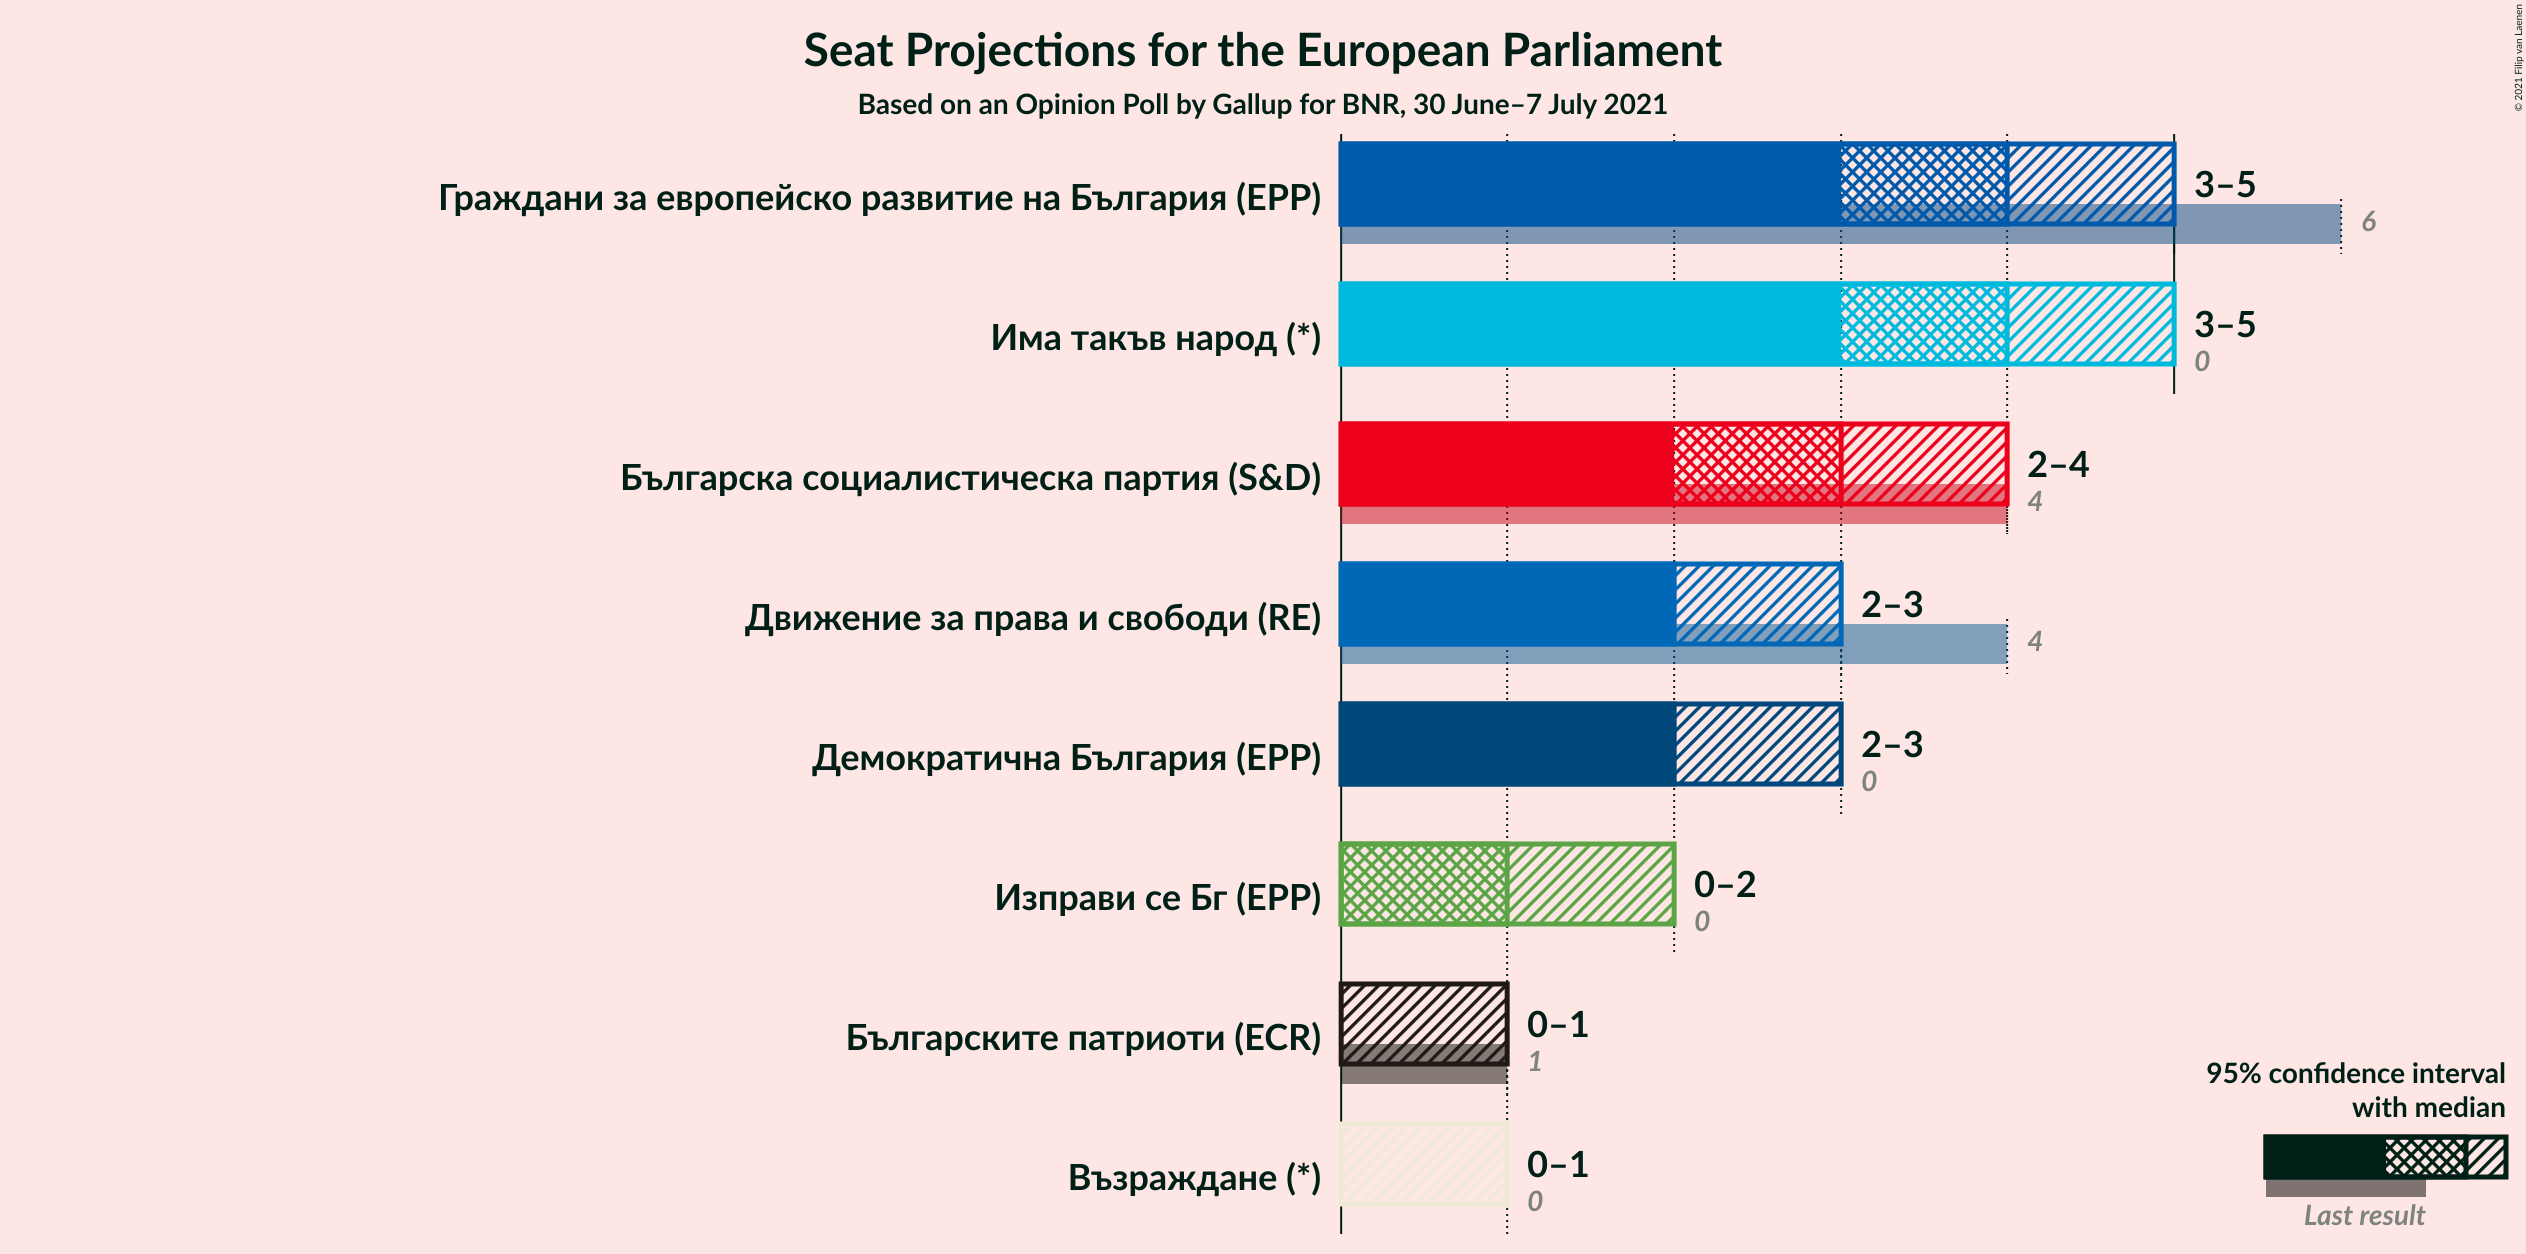 Seat Projections for the European Parliament
Based on an Opinion Poll by Gallup for BNR, 30 June–7 July 2021
© 2021 Filip van Laenen
Граждани за европейско развитие на България (EPP)
3–5
6
Има такъв народ (*)
3–5
0
Българска социалистическа партия (S&D)
2–4
4
Движение за права и свободи (RE)
2–3
4
Демократична България (EPP)
2–3
0
Изправи се Бг (EPP)
0–2
0
Българските патриоти (ECR)
0–1
1
Възраждане (*)
0–1
0
95% confidence interval
with median
Last result